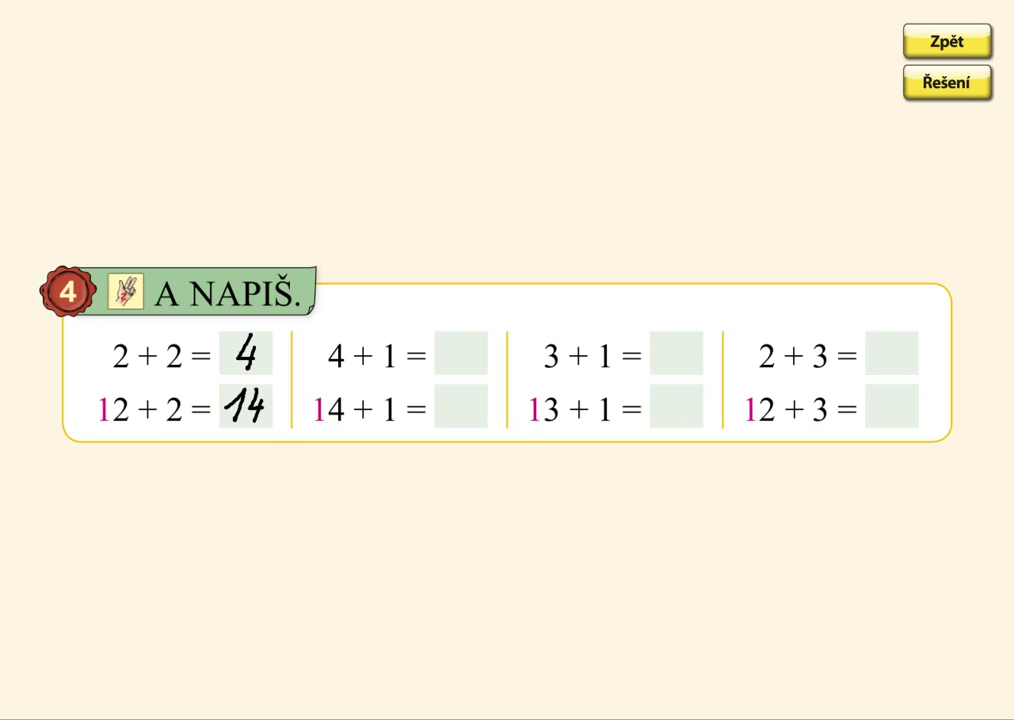 Zpět
Řešení
4 A NAPIŠ.
2 + 2 = 4 4 + 1 = 3 + 1 = 2 + 3 =
12 + 2 = 14 14 + 1 = 13 + 1 = 12 + 3 =